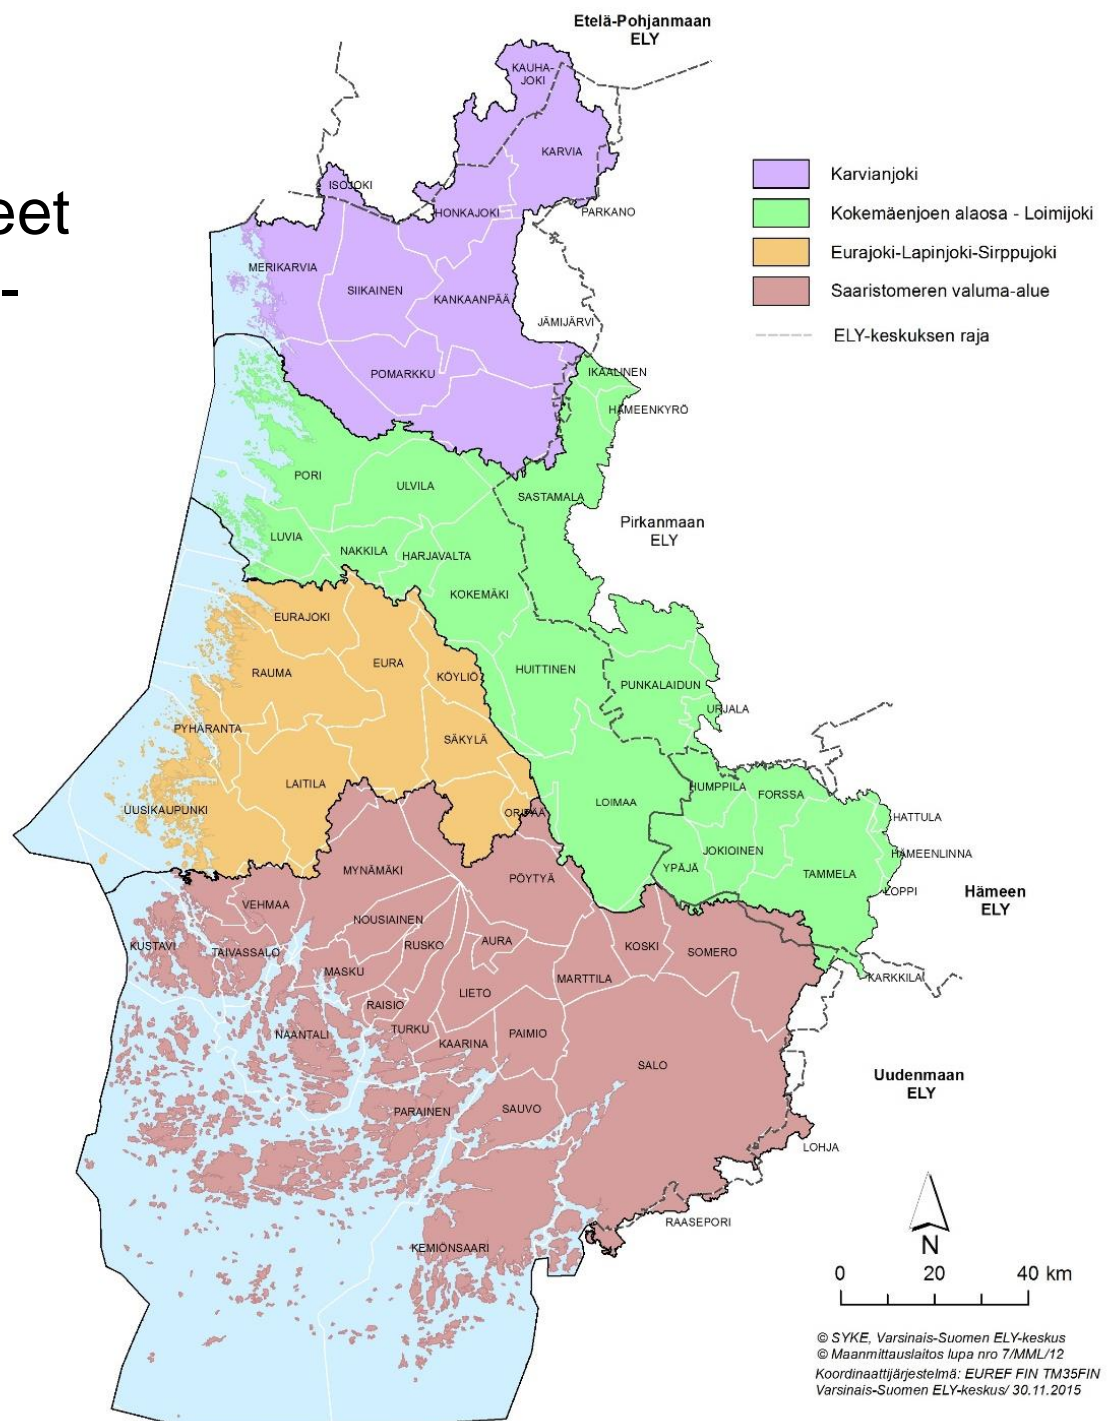 Etelä-Pohjanmaan
ELY
eet
-
KAUHA-
JOKI
KARVIA
ISOJOKI
HONKAJOKI
PARKANO
MERIKARVIA
SIIKAINEN
KANKAANPÄÄ
JÄMIJÄRVI
POMARKKU
IKAALINEN
HÄMEENKYRÖ
Karvianjoki
Kokemäenjoen alaosa - Loimijoki
Eurajoki-Lapinjoki-Sirppujoki
Saaristomeren valuma-alue
ELY-keskuksen raja
PORI
ULVILA
SASTAMALA
Pirkanmaan
ELY
LUVIA
NAKKILA
HARJAVALTA
KOKEMÄKI
EURAJOKI
RAUMA
EURA
KÖYLIÖ
HUITTINEN
PUNKALAIDUN
URJALA
PYHÄRANTA
SÄKYLÄ
LAITILA
UUSIKAUPUNKI
ORIPÄÄ
LOIMAA
HUMPPILA
FORSSA
HATTULA
JOKIOINEN
HÄMEENLINNA
YPÄJÄ
TAMMELA
LOPPI
Hämeen
ELY
MYNÄMÄKI
PÖYTYÄ
VEHMAA
NOUSIAINEN
KUSTAVI
TAIVASSALO
RUSKO
AURA
KOSKI
SOMERO
MASKU
MARTTILA
KARKKILA
RAISIO
LIETO
NAANTALI
TURKU
KAARINA
PAIMIO
SALO
Uudenmaan
ELY
PARAINEN
SAUVO
LOHJA
RAASEPORI
KEMIÖNSAARI
N
0 20 40 km
© SYKE, Varsinais-Suomen ELY-keskus
© Maanmittauslaitos lupa nro 7/MML/12
Koordinaattijärjestelmä: EUREF FIN TM35FIN
Varsinais-Suomen ELY-keskus/ 30.11.2015